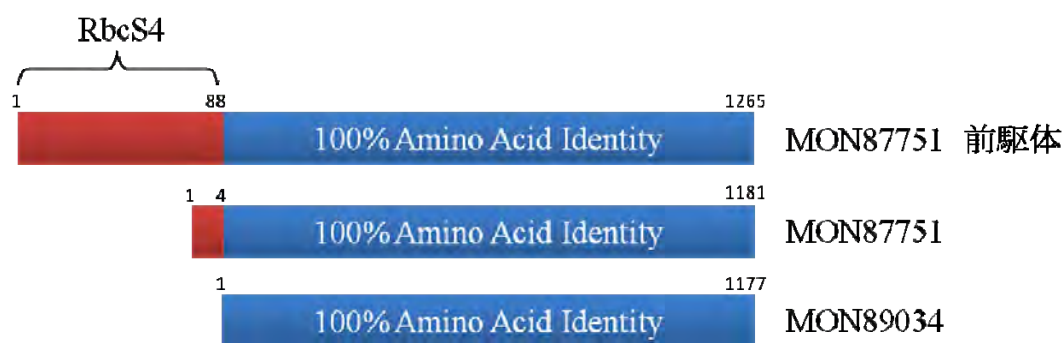 RbcS4
1 88 1265
100% Amino Acid Identity MON87751 前駆体
1 4 1181
100% Amino Acid Identity MON87751
1 1177
100% Amino Acid Identity MON89034